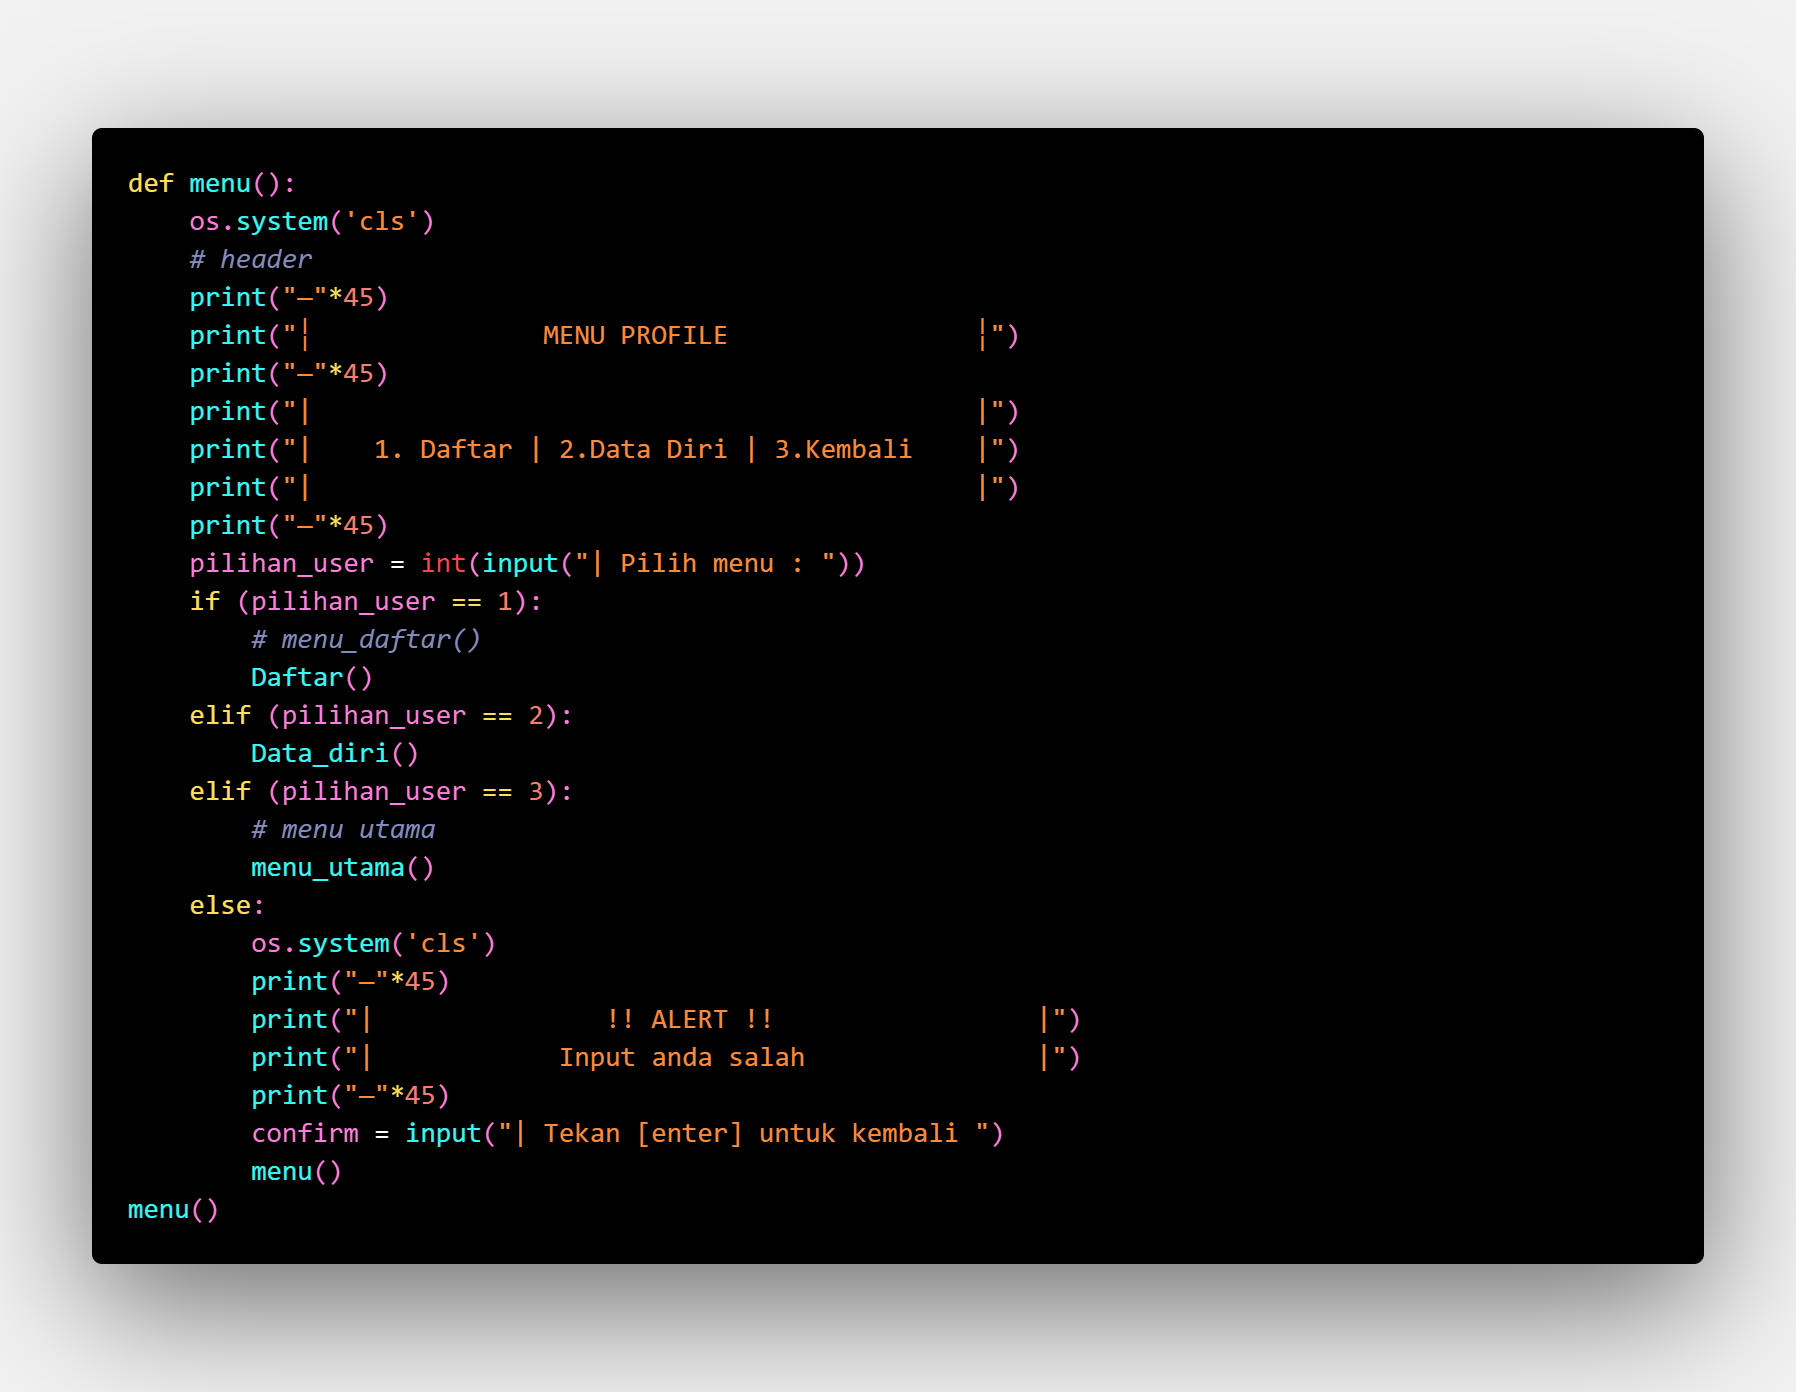 def menu():
    os.system('cls')
    # header
    print("—"*45)
    print("¦               MENU PROFILE                ¦")
    print("—"*45)
    print("|                                           |")
    print("|    1. Daftar | 2.Data Diri | 3.Kembali    |")
    print("|                                           |")
    print("—"*45)
    pilihan_user = int(input("| Pilih menu : "))
    if (pilihan_user == 1):
        # menu_daftar()
        Daftar()
    elif (pilihan_user == 2):
        Data_diri()
    elif (pilihan_user == 3):
        # menu utama
        menu_utama()
    else:
        os.system('cls')
        print("—"*45)
        print("|               !! ALERT !!                 |")
        print("|            Input anda salah               |")
        print("—"*45)
        confirm = input("| Tekan [enter] untuk kembali ")
        menu()
menu()